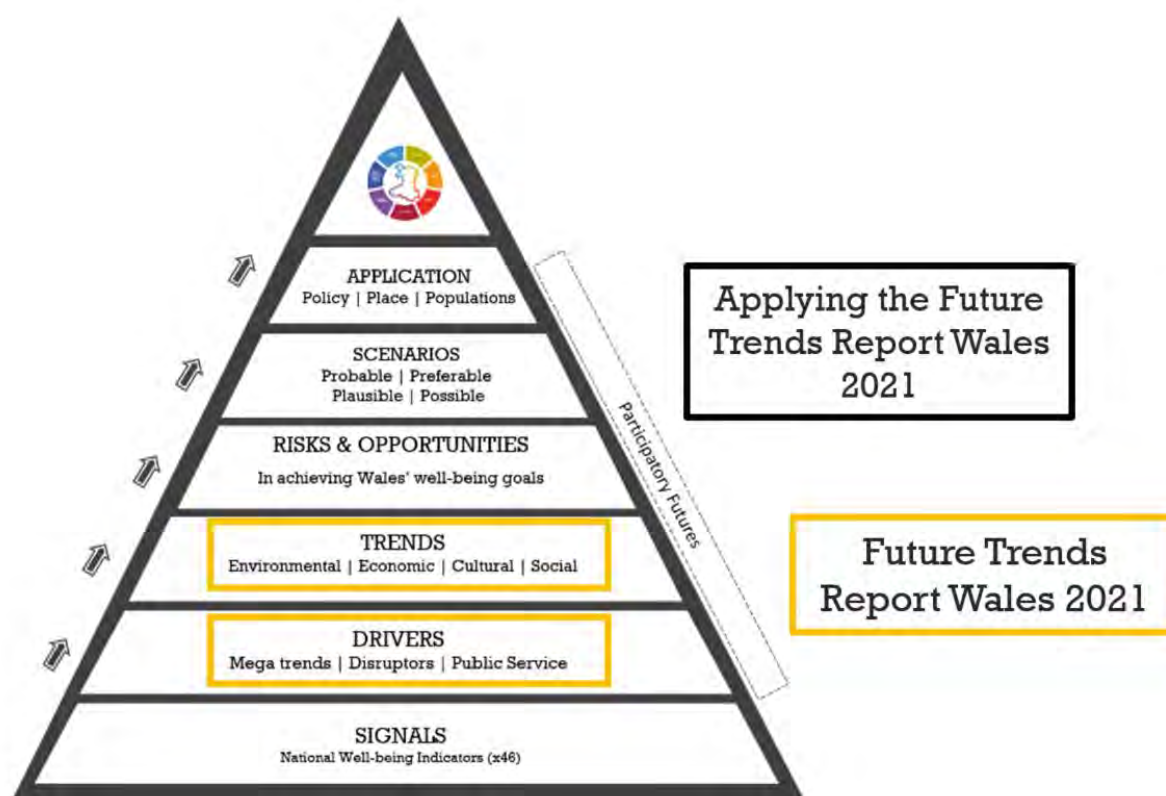 APPLICATION
Policy | Place | Populations
SCENARIOS
Probable | Preferable
Plausible | Possible
RISKS & OPPORTUNITIES
In achieving Wales' well-being goals
TRENDS
Environmental | Economic | Cultural | Social
DRIVERS
Mega trends | Disruptors | Public Service
SIGNALS
National Well-being Indicators (x46)
Participatory Futures
Applying the Future
Trends Report Wales
2021
Future Trends
Report Wales 2021